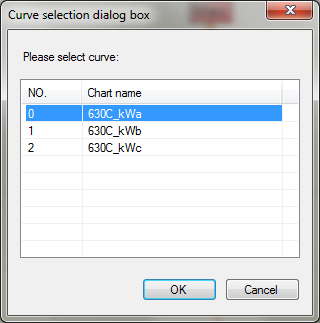 Curve selection dialog box
Please select curve:
NO. Chart name
0 630C_kWa
1 630C_kWb
2 630C_kWc
OK Cancel